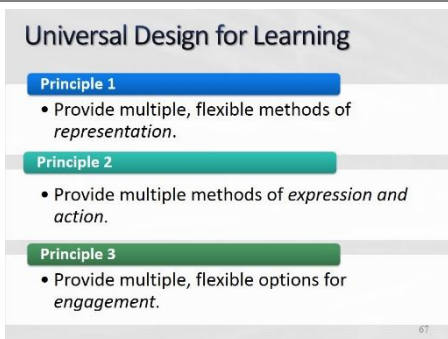 Universal Design for Learning
Principle 1
• Provide multiple, flexible methods of
representation.
Principle 2
• Provide multiple methods of expression and
action.
Principle 3
• Provide multiple, flexible options for
engagement.
67